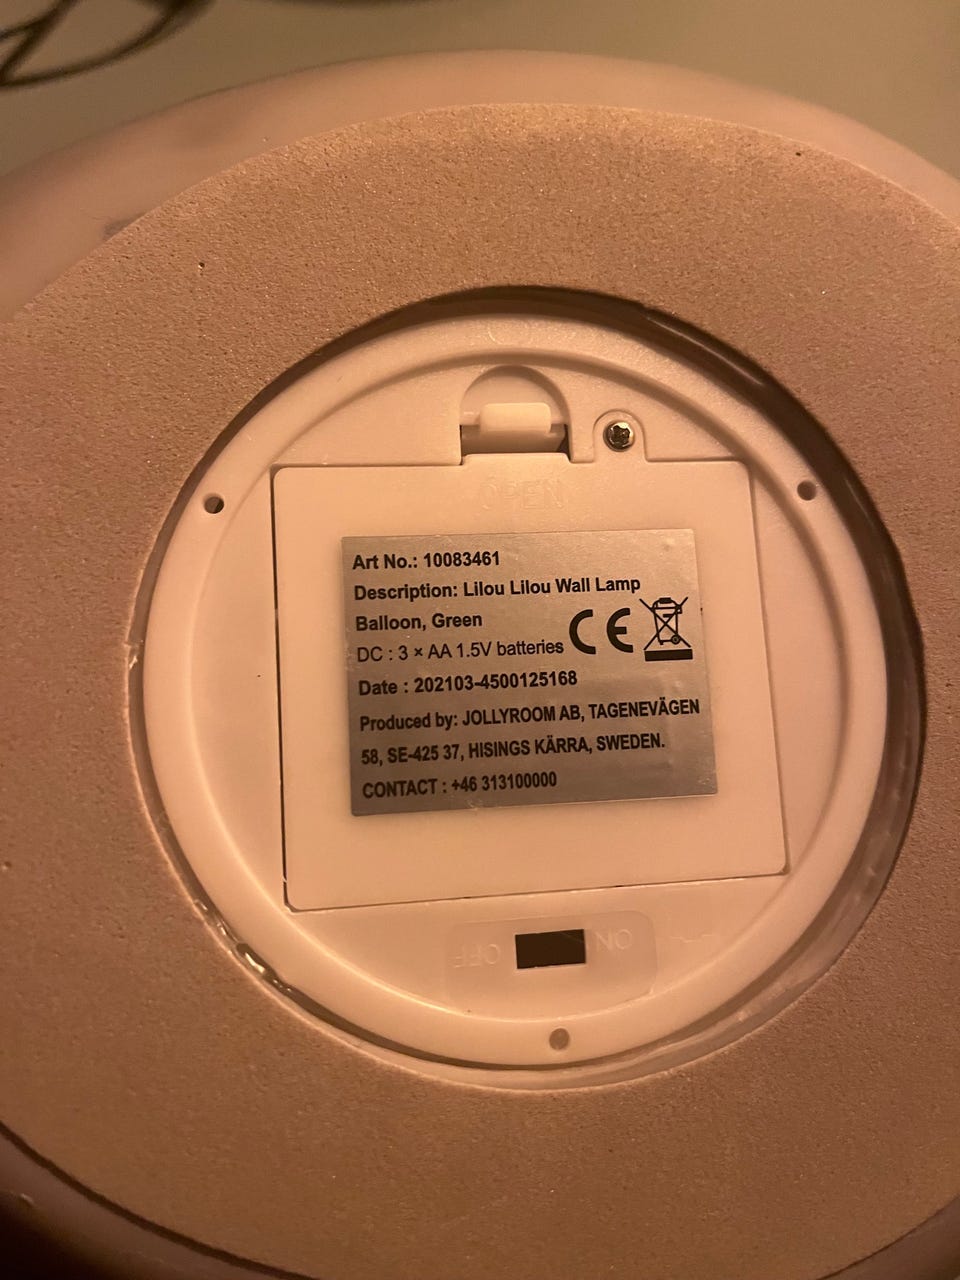 OPEN
Art No.: 10083461
Description: Lilou Lilou Wall Lamp
Balloon, Green
DC : 3 × AA 1.5V batteries CE
Date : 202103-4500125168
Produced by: JOLLYROOM AB, TAGENEVÄGEN
58, SE-425 37, HISINGS KÄRRA, SWEDEN.
CONTACT : +46 313100000
OFF ON